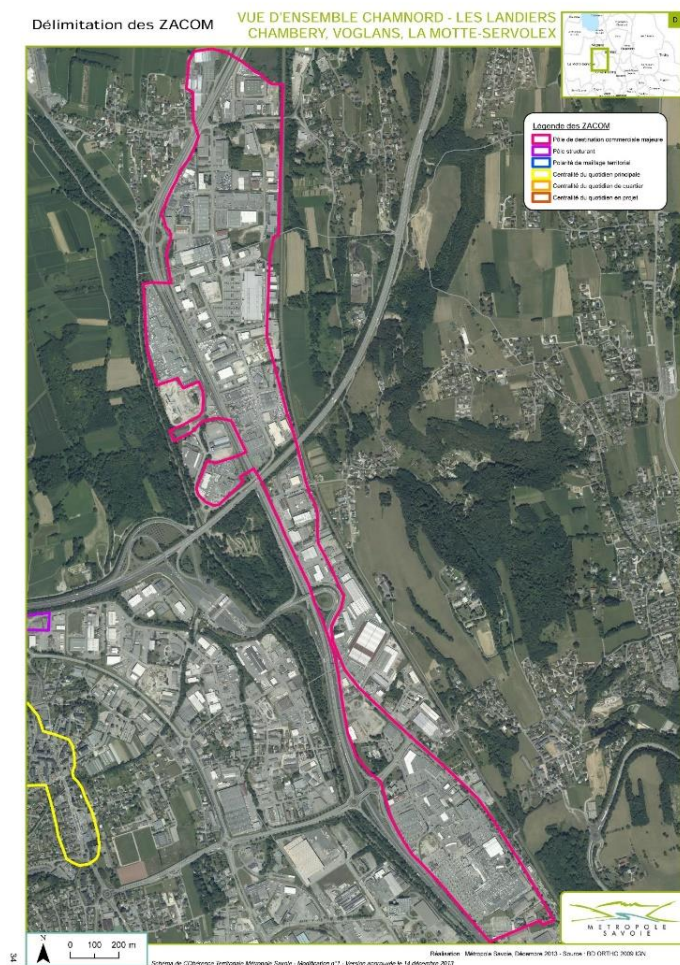 Délimitation des ZACOM
VUE D'ENSEMBLE CHAMNORD - LES LANDIERS
CHAMBERY, VOGLANS, LA MOTTE-SERVOLEX
D
Légende des ZACOM
Pôle de destination commerciale majeure
Pôle structurant
Polarité de maillage territorial
Centralité du quotidien principale
Centralité du quotidien de quartier
Centralité du quotidien en projet
METROPOLE
SAVOIE
N
0 100 200 m
34
Réalisation : Métropole Savoie, Décembre 2013 - Source : BD ORTHO 2009 IGN
Schéma de COhérence Territoriale Métropole Savoie - Modification n°1 - Version approuvée le 14 décembre 2013